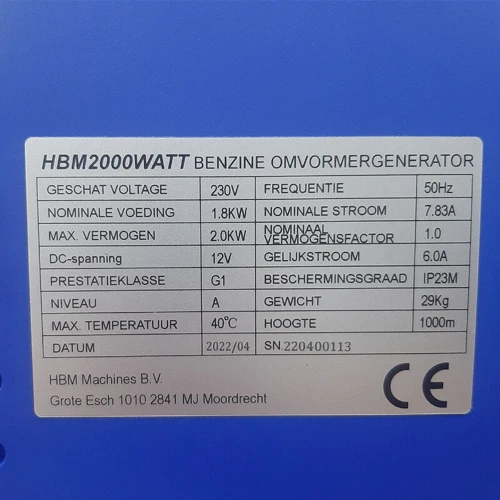 HBM2000WATT BENZINE OMVORMERGENERATOR
GESCHAT VOLTAGE 230V FREQUENTIE 50Hz
NOMINALE VOEDING 1.8KW NOMINALE STROOM 7.83A
MAX. VERMOGEN 2.0KW NOMINAAL VERMOGENSFACTOR 1.0
DC-spanning 12V GELIJKSTROOM 6.0A
PRESTATIEKLASSE G1 BESCHERMINGSGRAAD IP23M
NIVEAU A GEWICHT 29Kg
MAX. TEMPERATUUR 40℃ HOOGTE 1000m
DATUM 2022/04 SN.220400113
HBM Machines B.V.
Grote Esch 1010 2841 MJ Moordrecht
CE